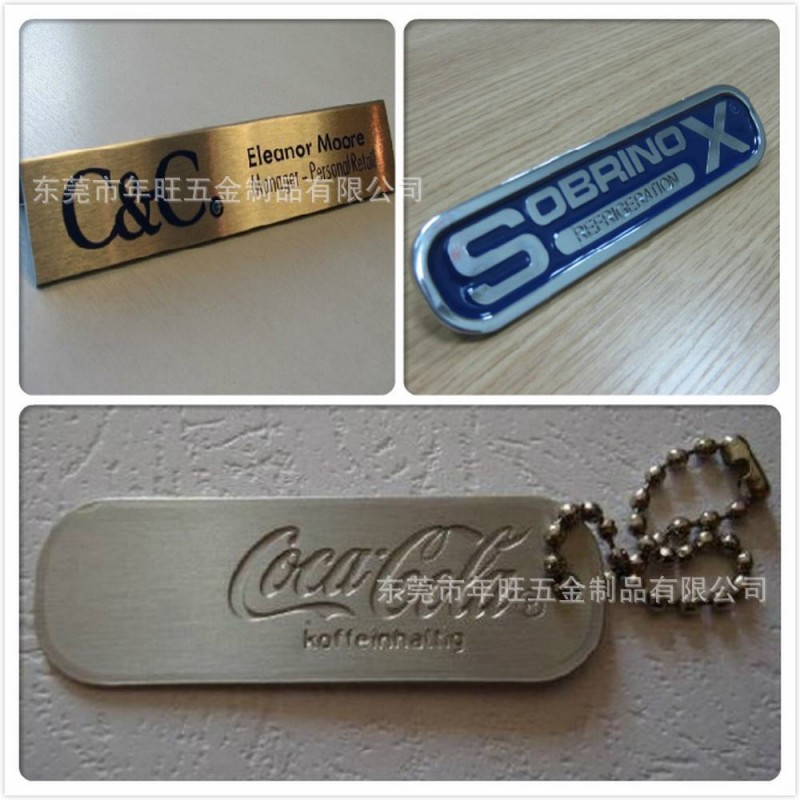 C&C.®
Eleanor Moore
Manager - Personal Retail
东莞市年旺五金制品有限公司
SOBRINOX®
REFRIGERATION
Coca-Cola®
koffeinhaltig
东莞市年旺五金制品有限公司